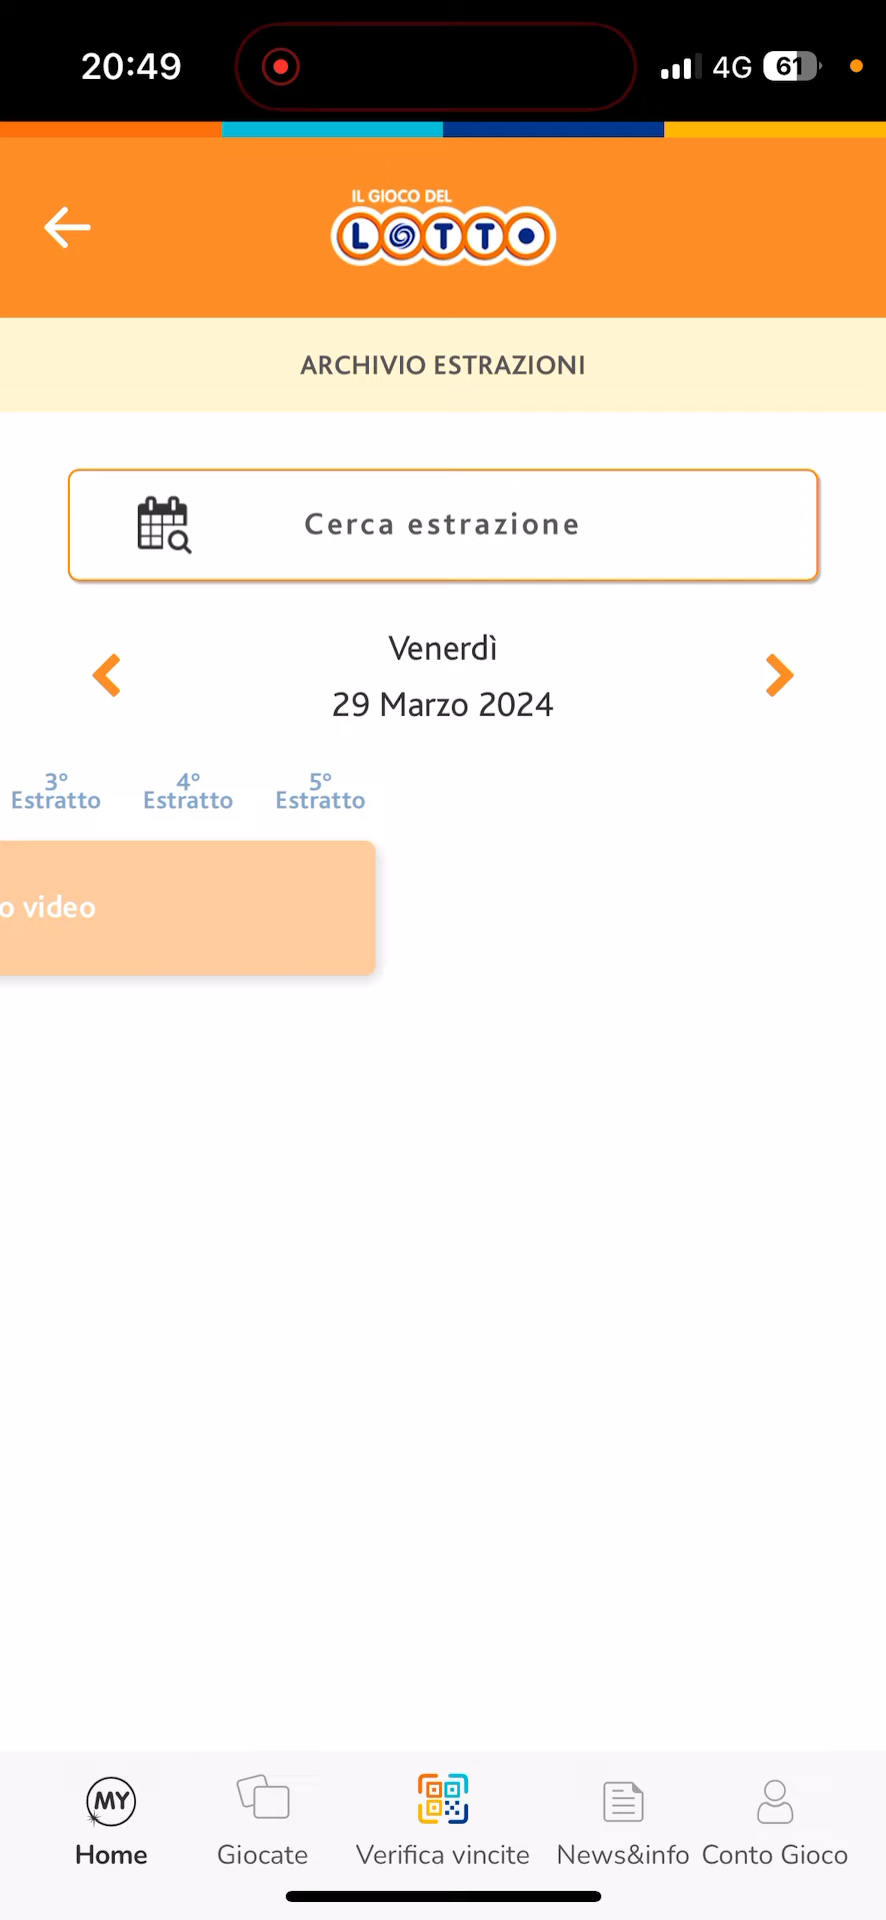 20:49
4G
61
IL GIOCO DEL
LOTTO
ARCHIVIO ESTRAZIONI
Cerca estrazione
Venerdì
29 Marzo 2024
3° 4° 5°
Estratto Estratto Estratto
o video
MY
Home Giocate Verifica vincite News&info Conto Gioco